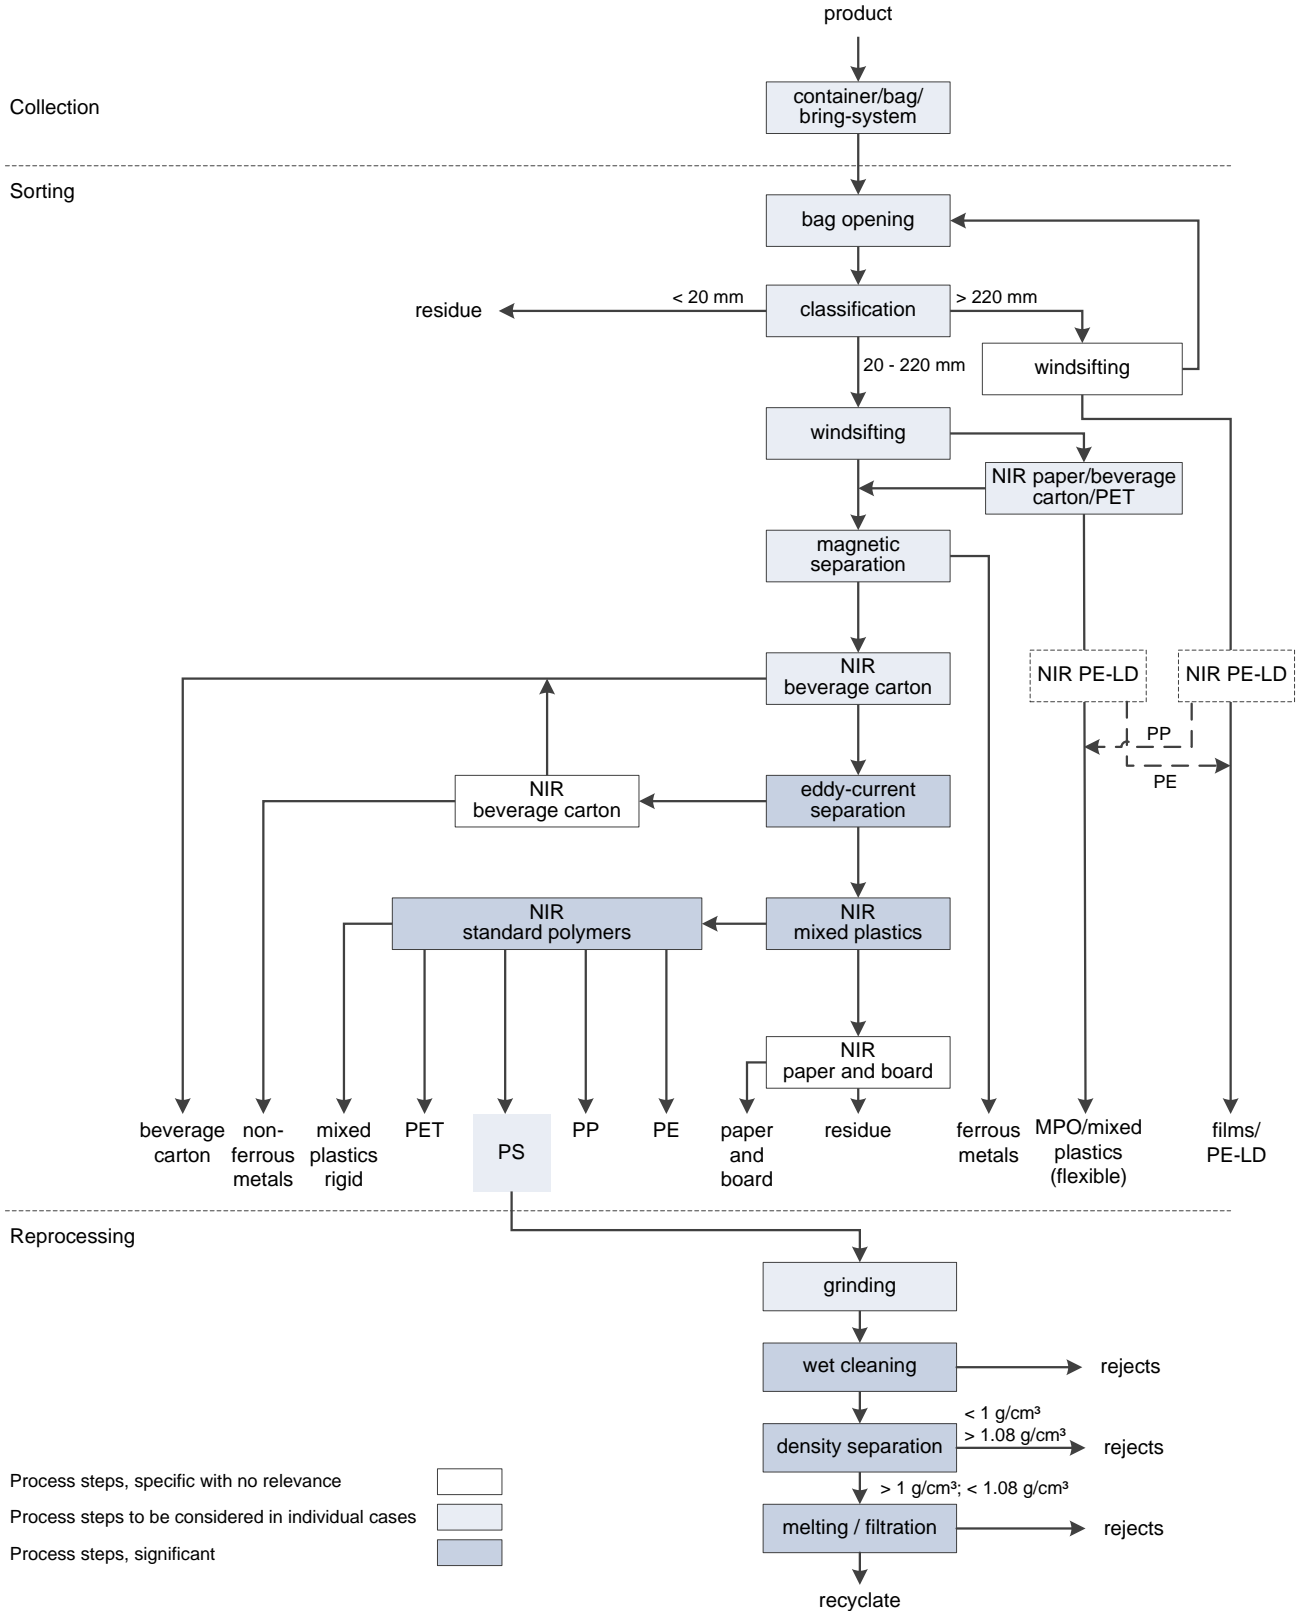 product
Collection
container/bag/
bring-system
Sorting
bag opening
< 20 mm
> 220 mm
residue
classification
20 - 220 mm
windsifting
windsifting
NIR paper/beverage
carton/PET
magnetic
separation
NIR
beverage carton
NIR PE-LD
NIR PE-LD
PP
PE
NIR
beverage carton
eddy-current
separation
NIR
standard polymers
NIR
mixed plastics
NIR
paper and board
beverage
carton
non-
ferrous
metals
mixed
plastics
rigid
PET
PS
PP
PE
paper
and
board
residue
ferrous
metals
MPO/mixed
plastics
(flexible)
films/
PE-LD
Reprocessing
grinding
wet cleaning
rejects
< 1 g/cm³
> 1.08 g/cm³
density separation
rejects
> 1 g/cm³; < 1.08 g/cm³
melting / filtration
rejects
recyclate
Process steps, specific with no relevance
Process steps to be considered in individual cases
Process steps, significant